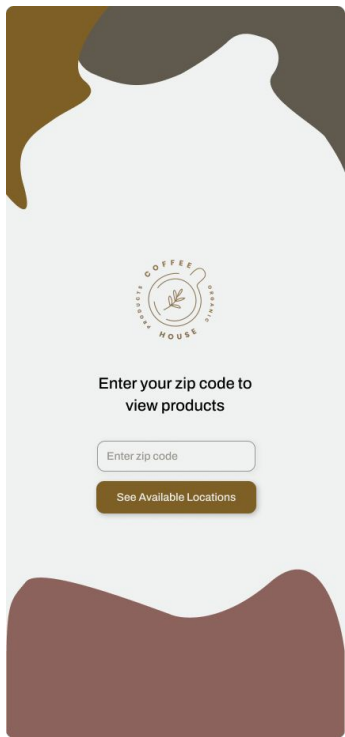 COFFEE
PRODUCTS
ORGANIC
HOUSE
Enter your zip code to
view products
Enter zip code
See Available Locations